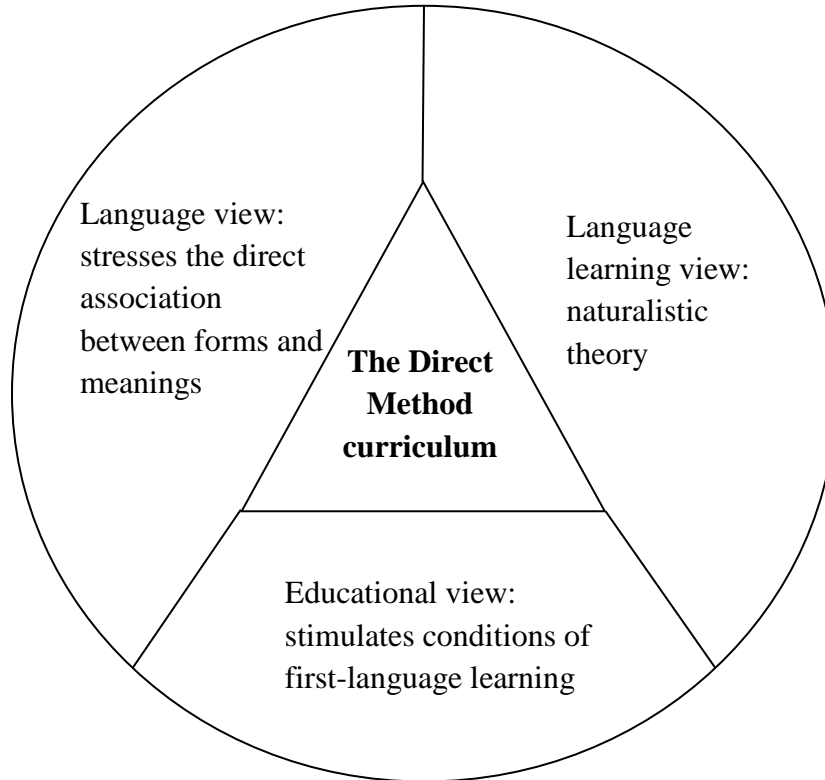 Language view:
stresses the direct
association
between forms and
meanings
Language
learning view:
naturalistic
theory
The Direct
Method
curriculum
Educational view:
stimulates conditions of
first-language learning